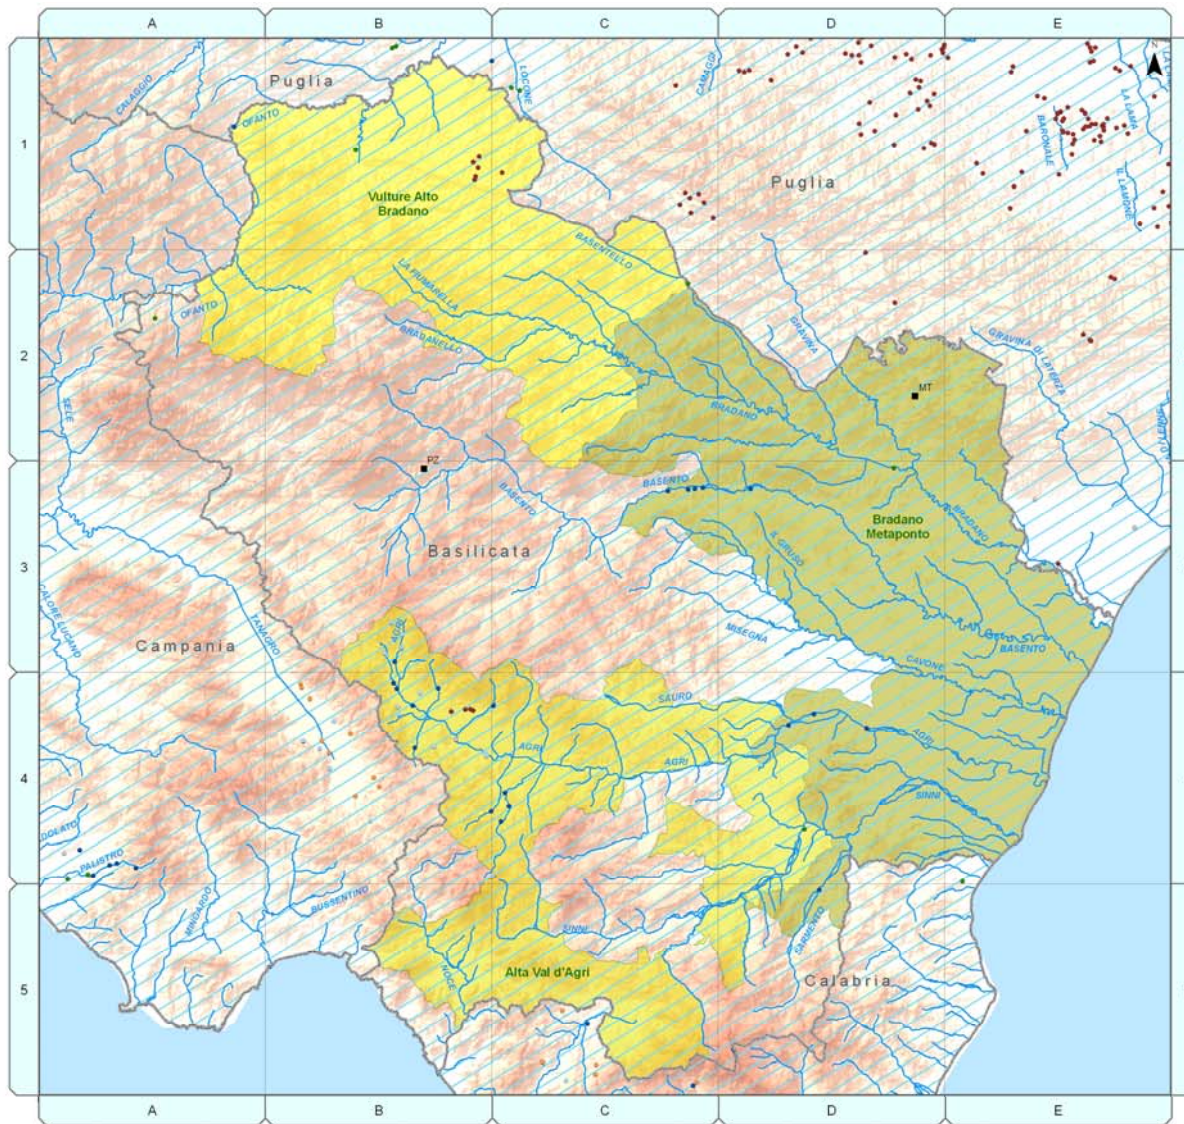 A B C D E
N
Puglia
CALAGGIO
LOCONE
CAMAGGI
OFANTO
LA LAMA
BARONALE
1
Puglia
Vulture Alto
Bradano
IL LAMONE
BASENTELLO
LA FIUMARELLA
OFANTO
BRADANELLO
GRAVINA
GRAVINA DI LATERZA
2
MT
SELE
BRADANO
PZ
BASENTO
BASENTO
Bradano
Metaponto
BRADANO
Basilicata
IL GRUSO
3
CALORE LUCANO
TANAGRO
AGRI
MISEGNA
Campania
BASENTO
CAVONE
SAURO
AGRI
AGRI
AGRI
4
SINNI
PALISTRO
MINGARDO
BUSSENTINO
SINNI
SARMENTO
NOCE
Alta Val d'Agri
Calabria
5
A B C D E